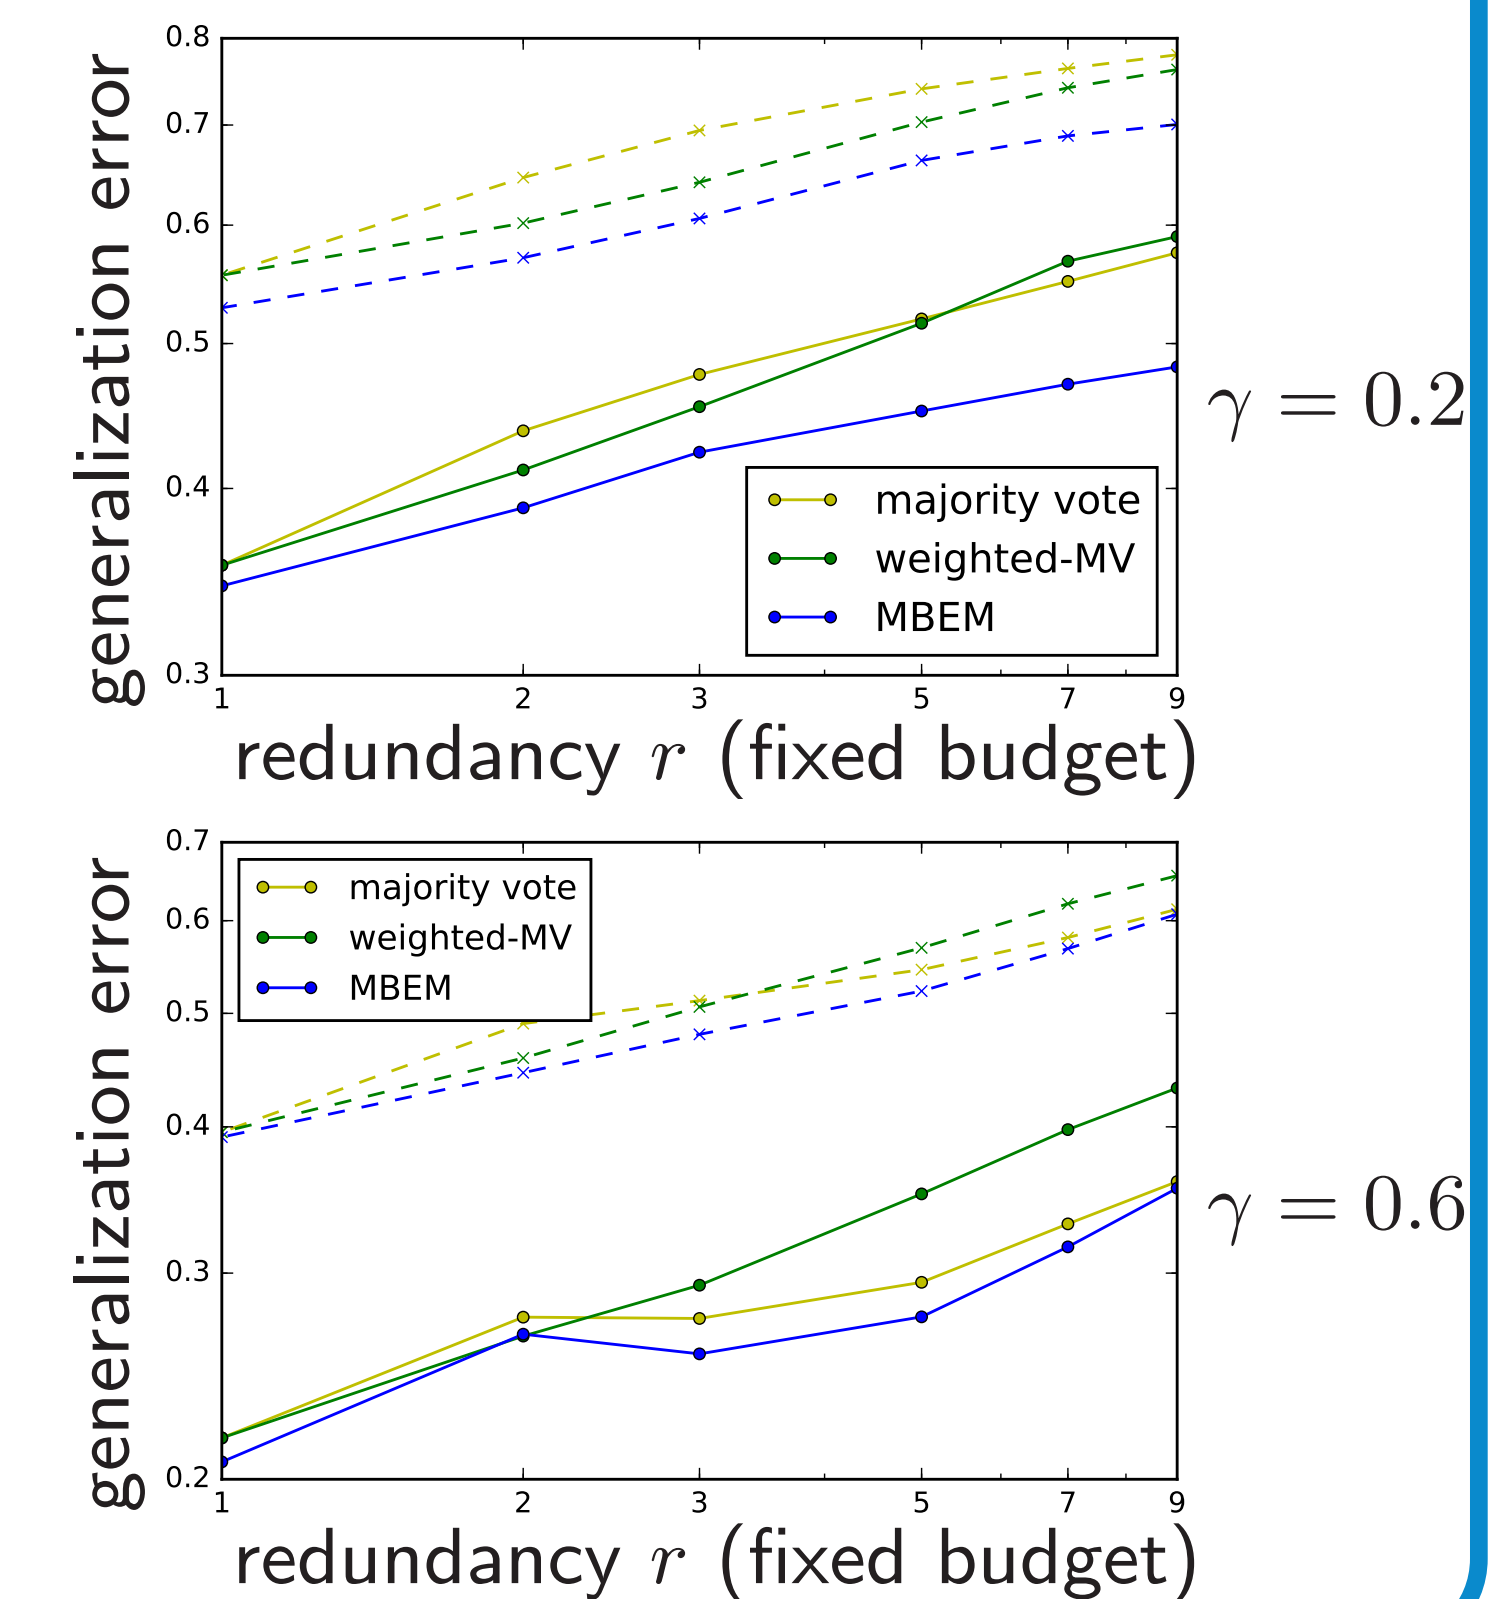 generalization error
0.8
0.7
0.6
0.5
0.4
0.3
majority vote
weighted-MV
MBEM
1 2 3 5 7 9
redundancy r (fixed budget)
γ = 0.2
generalization error
0.7
0.6
0.5
0.4
0.3
0.2
majority vote
weighted-MV
MBEM
1 2 3 5 7 9
redundancy r (fixed budget)
γ = 0.6